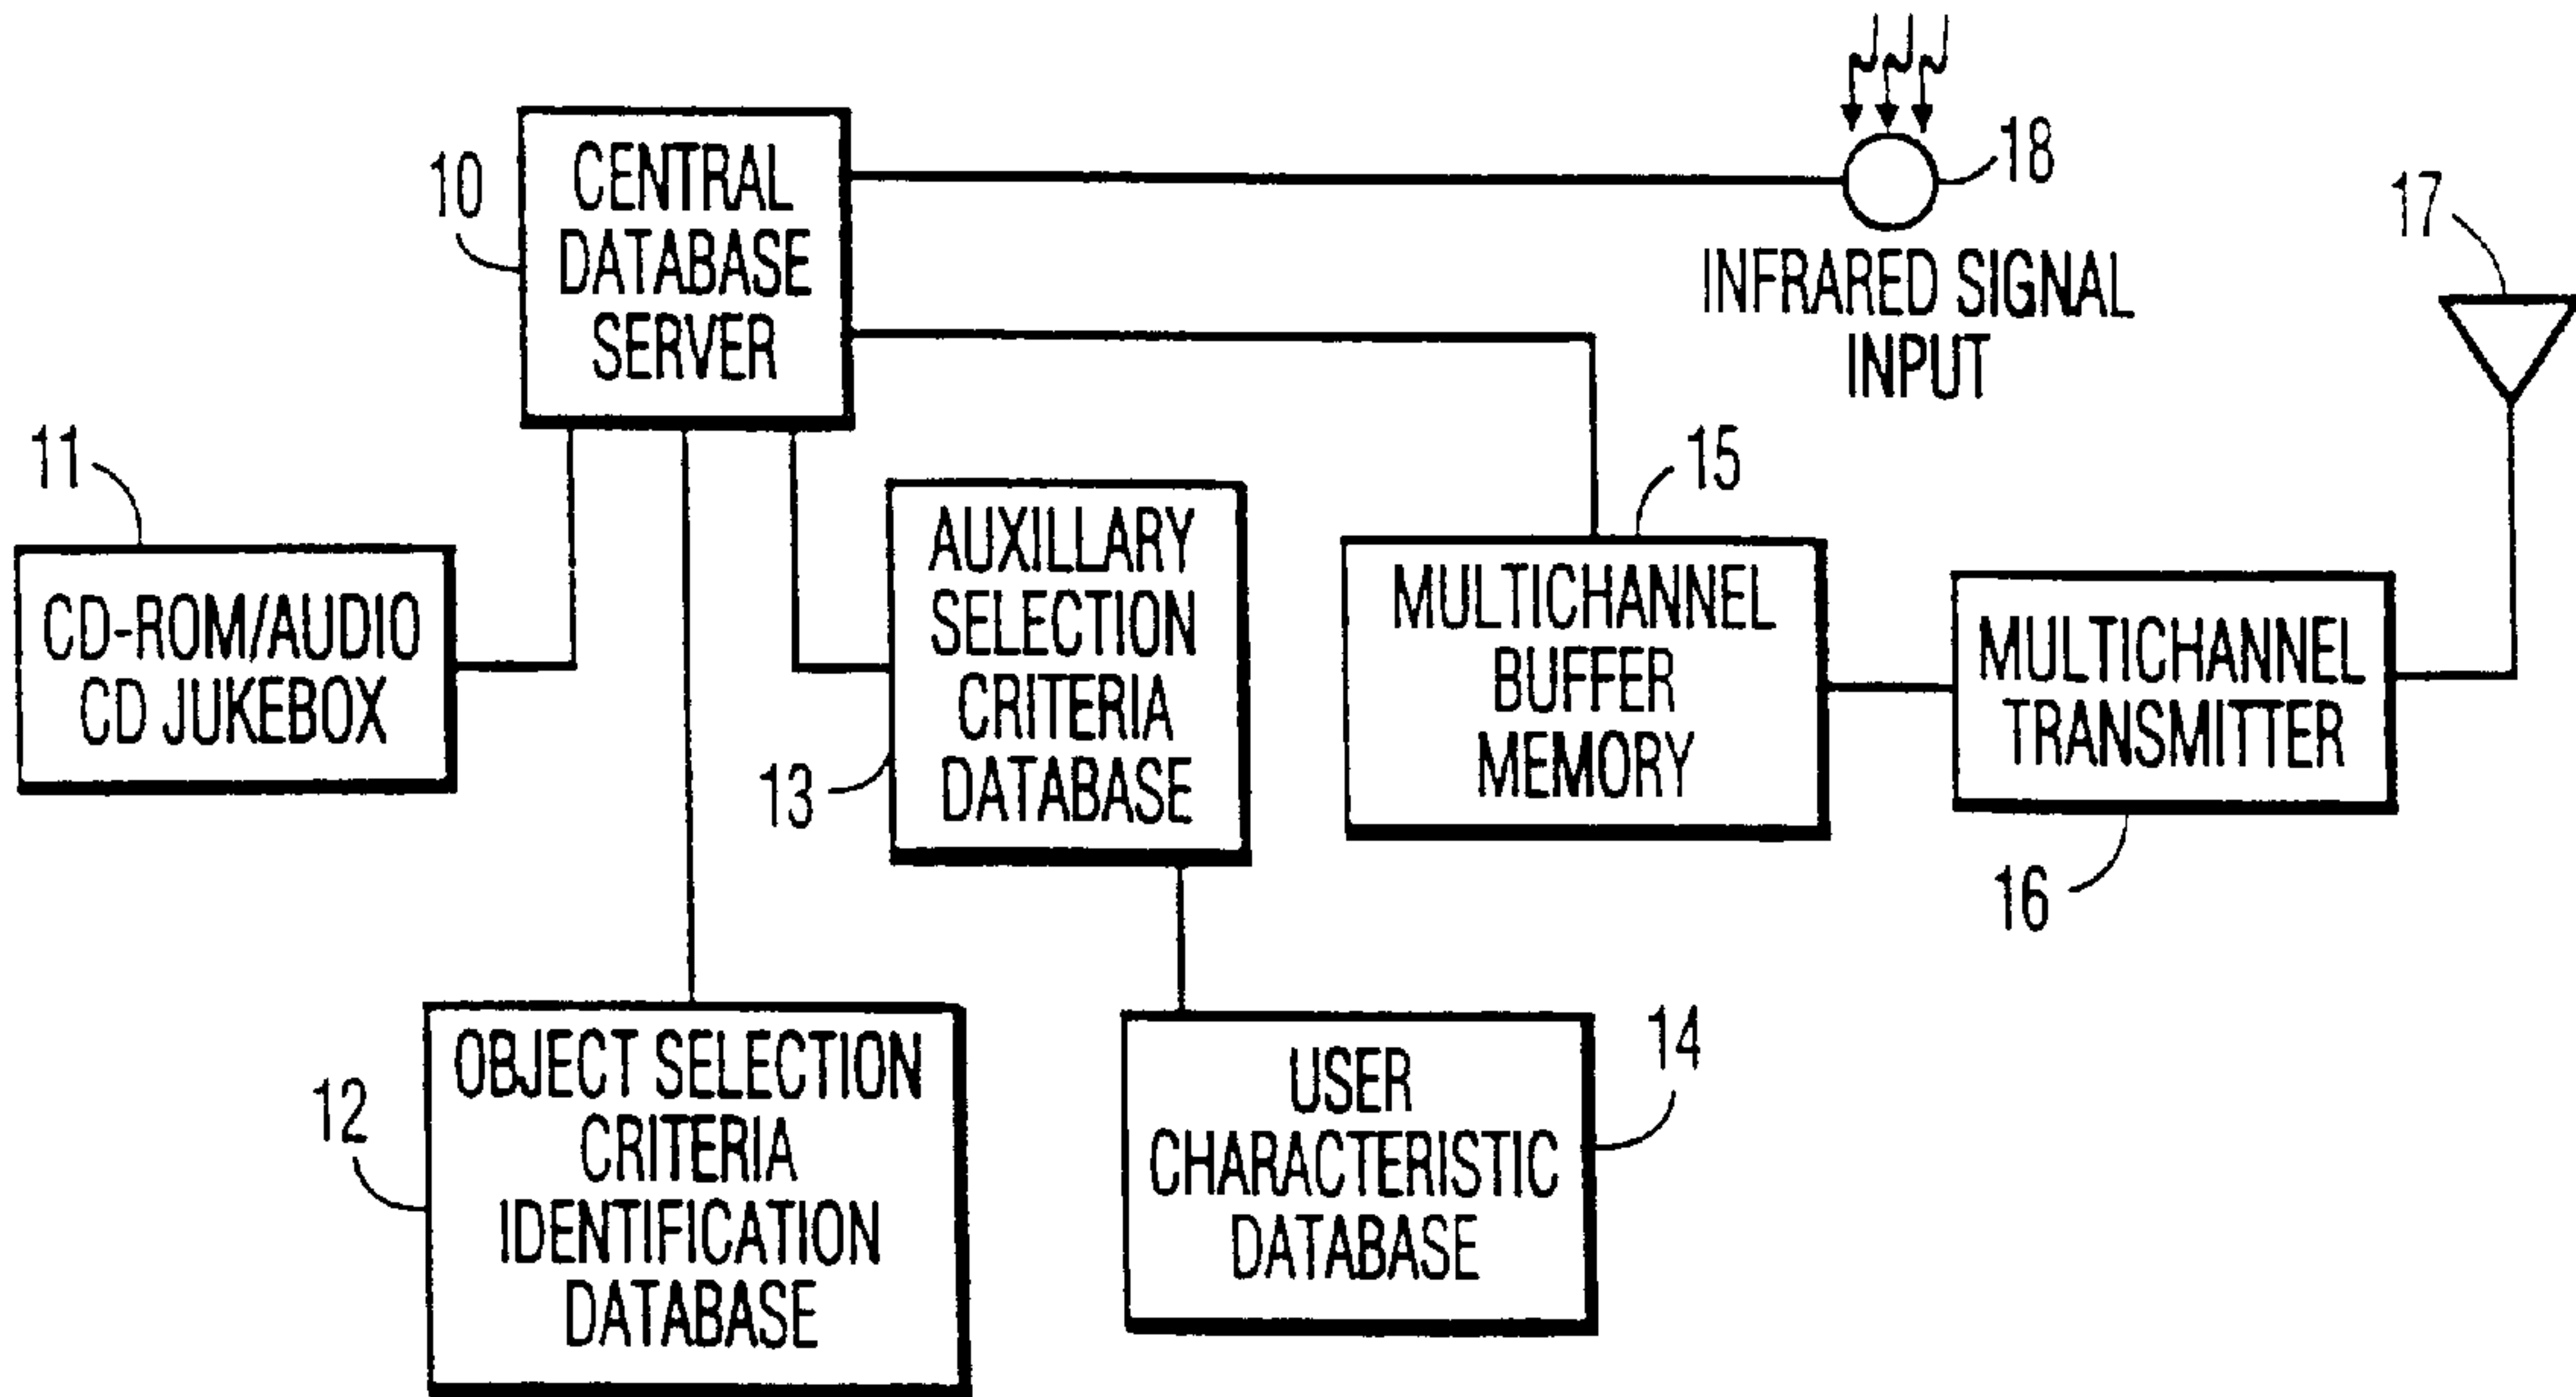 10
CENTRAL
DATABASE
SERVER
18
INFRARED SIGNAL
INPUT
17
11
CD-ROM/AUDIO
CD JUKEBOX
13
AUXILLARY
SELECTION
CRITERIA
DATABASE
15
MULTICHANNEL
BUFFER
MEMORY
MULTICHANNEL
TRANSMITTER
16
12
OBJECT SELECTION
CRITERIA
IDENTIFICATION
DATABASE
USER
CHARACTERISTIC
DATABASE
14